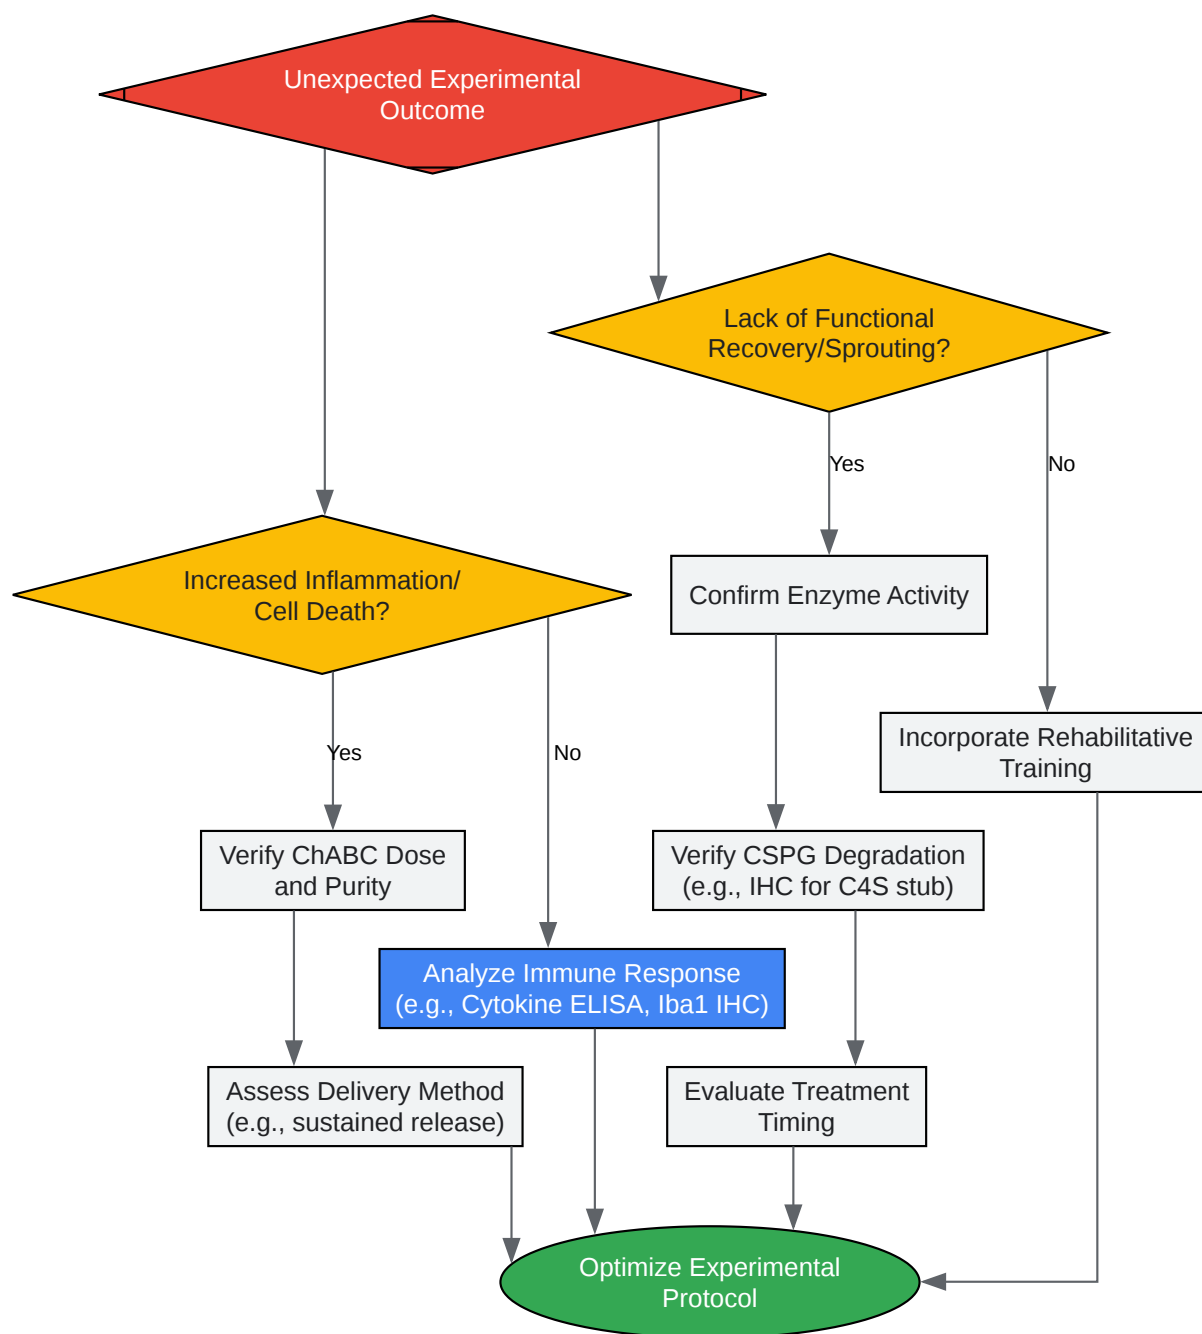 Unexpected Experimental
Outcome
Lack of Functional
Recovery/Sprouting?
Yes
No
Increased Inflammation/
Cell Death?
Confirm Enzyme Activity
Yes
No
Incorporate Rehabilitative
Training
Verify ChABC Dose
and Purity
Verify CSPG Degradation
(e.g., IHC for C4S stub)
Analyze Immune Response
(e.g., Cytokine ELISA, Iba1 IHC)
Assess Delivery Method
(e.g., sustained release)
Evaluate Treatment
Timing
Optimize Experimental
Protocol